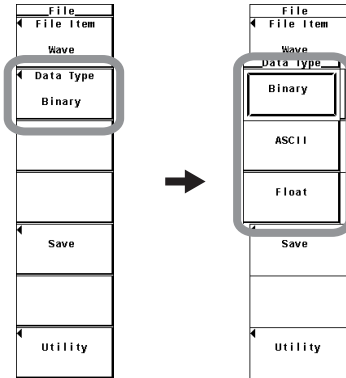 File
File Item
Wave
Data Type
Binary
Save
Utility
File
File Item
Wave
Data Type
Binary
ASCII
Float
Save
Utility